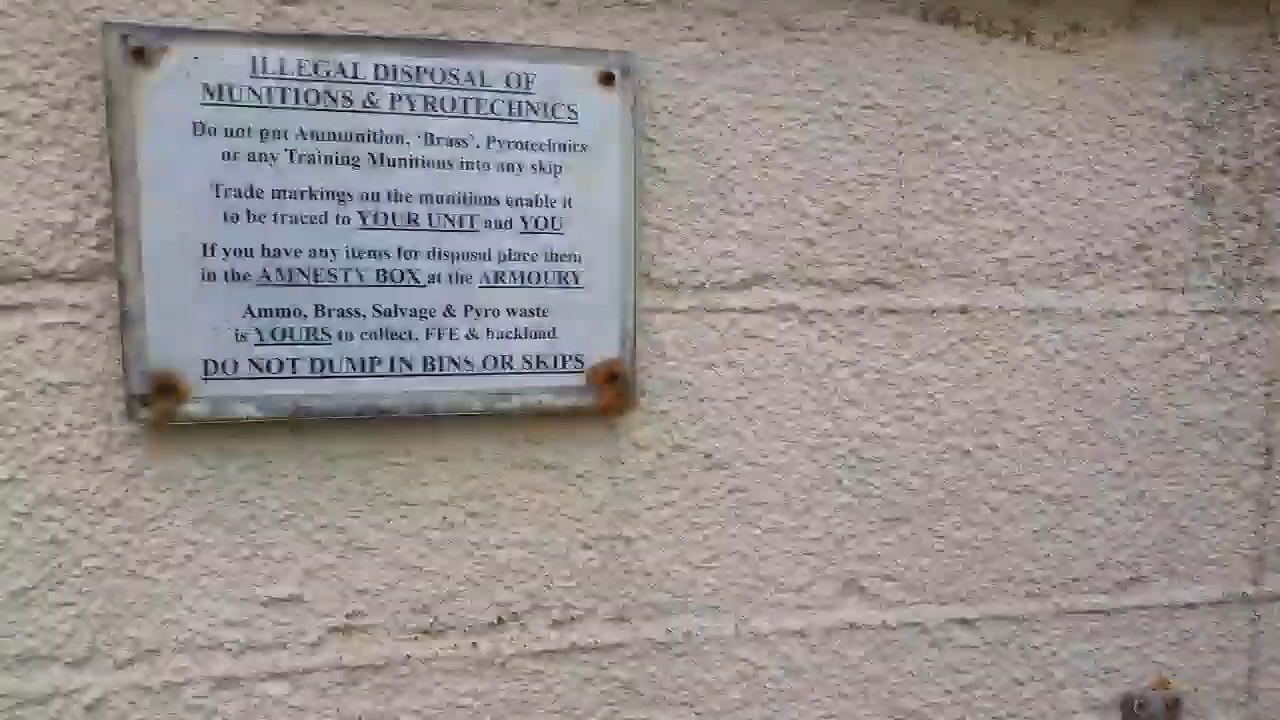 ILLEGAL DISPOSAL OF
MUNITIONS & PYROTECHNICS
Do not put Ammunition, 'Brass', Pyrotechnics
or any Training Munitions into any skip
Trade markings on the munitions enable it
to be traced to YOUR UNIT and YOU
If you have any items for disposal place them
in the AMNESTY BOX at the ARMOURY
Ammo, Brass, Salvage & Pyro waste
is YOURS to collect, FFE & backload
DO NOT DUMP IN BINS OR SKIPS